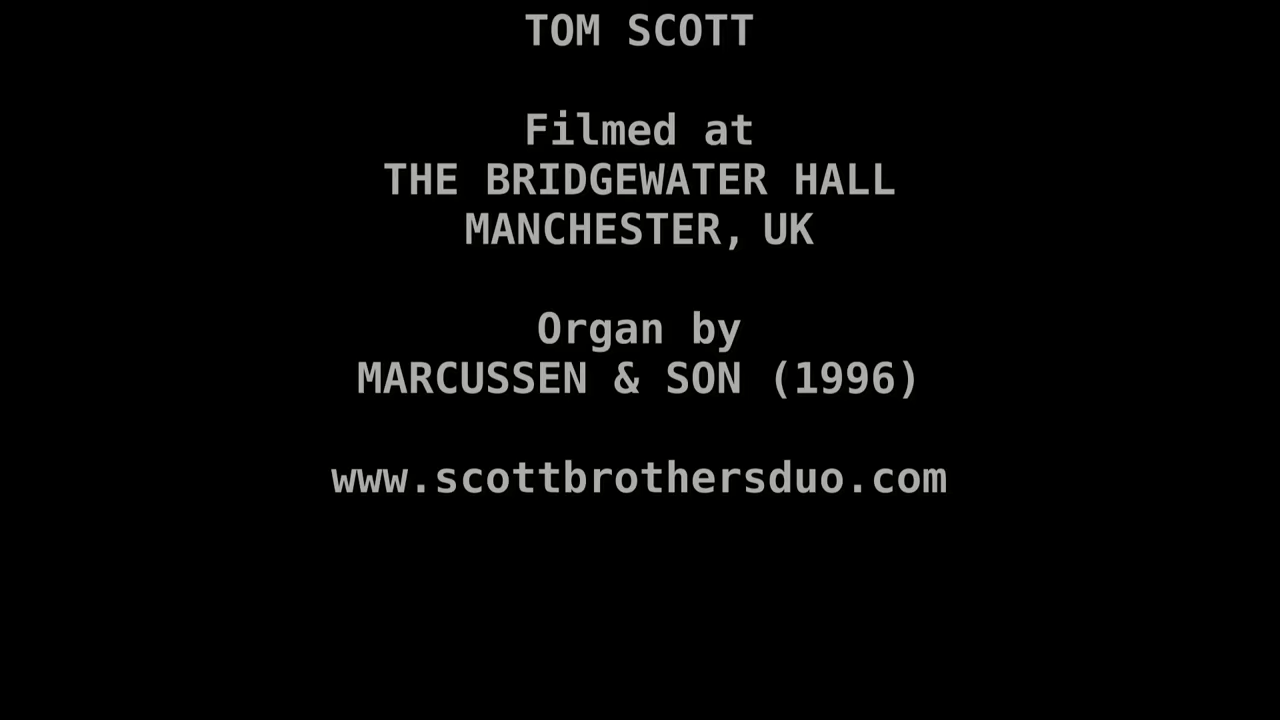 TOM SCOTT
Filmed at
THE BRIDGEWATER HALL
MANCHESTER, UK
Organ by
MARCUSSEN & SON (1996)
www.scottbrothersduo.com